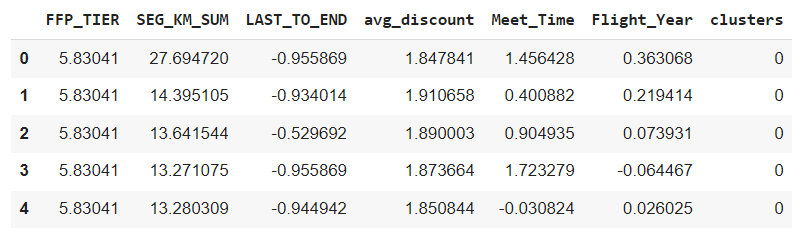 FFP_TIER SEG_KM_SUM LAST_TO_END avg_discount Meet_Time Flight_Year clusters
0 5.83041 27.694720 -0.955869 1.847841 1.456428 0.363068 0
1 5.83041 14.395105 -0.934014 1.910658 0.400882 0.219414 0
2 5.83041 13.641544 -0.529692 1.890003 0.904935 0.073931 0
3 5.83041 13.271075 -0.955869 1.873664 1.723279 -0.064467 0
4 5.83041 13.280309 -0.944942 1.850844 -0.030824 0.026025 0